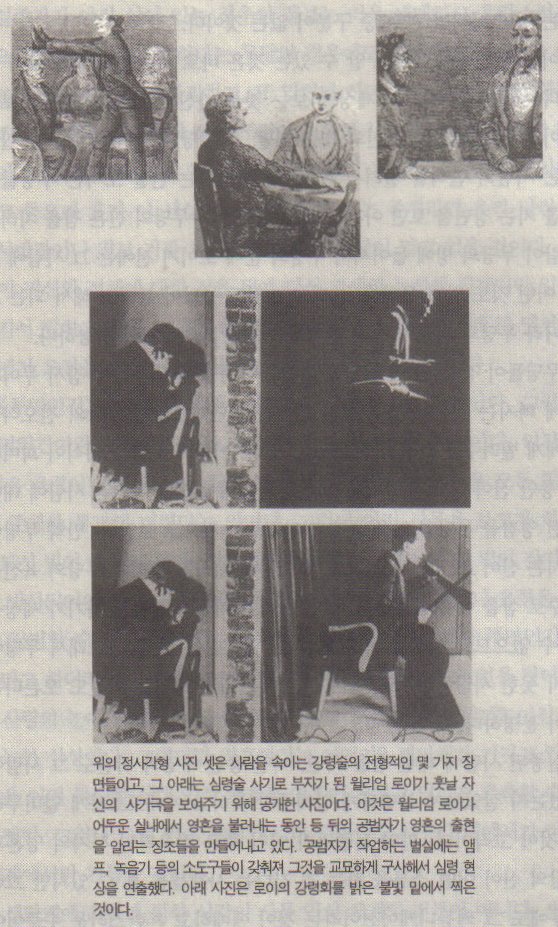 위의 정사각형 사진 셋은 사람을 속이는 강령술의 전형적인 몇 가지 장
면들이고, 그 아래는 심령술 사기로 부자가 된 윌리엄 로이가 훗날 자
신의 사기극을 보여주기 위해 공개한 사진이다. 이것은 윌리엄 로이가
어두운 실내에서 영혼을 불러내는 동안 등 뒤의 공범자가 영혼의 출현
을 알리는 징조들을 만들어내고 있다. 공범자가 작업하는 별실에는 앰
프, 녹음기 등의 소도구들이 갖춰져 그것을 교묘하게 구사해서 심령 현
상을 연출했다. 아래 사진은 로이의 강령회를 밝은 불빛 밑에서 찍은
것이다.